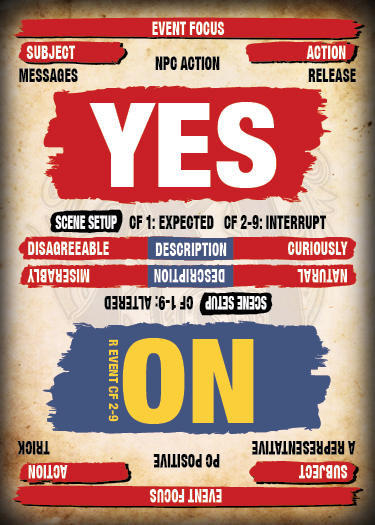 EVENT FOCUS
SUBJECT NPC ACTION ACTION
MESSAGES RELEASE
YES
SCENE SETUP CF 1: EXPECTED CF 2-9: INTERRUPT
DISAGREEABLE DESCRIPTION CURIOUSLY
EVENT FOCUS
SUBJECT PC POSITIVE ACTION
A REPRESENTATIVE TRICK
NO
R EVENT CF 2-9
SCENE SETUP CF 1-9: ALTERED
NATURAL DESCRIPTION MISERABLY